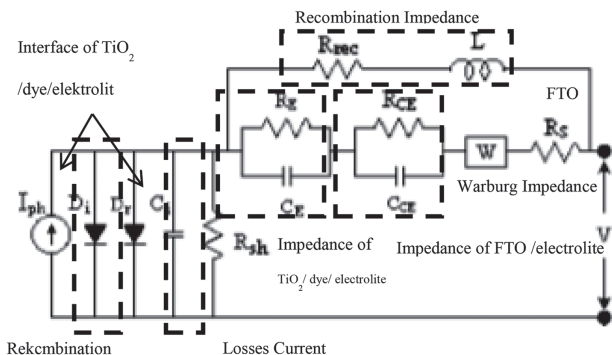 Recombination Impedance
Interface of TiO2
/dye/elektrolit
Rrec
L
FTO
RE
RCE
RS
W
Warburg Impedance
Iph
Di
Dr
CE
CCE
Rsh
V
Impedance of
TiO2/ dye/ electrolite
Impedance of FTO /electrolite
Rekcmbination
Losses Current